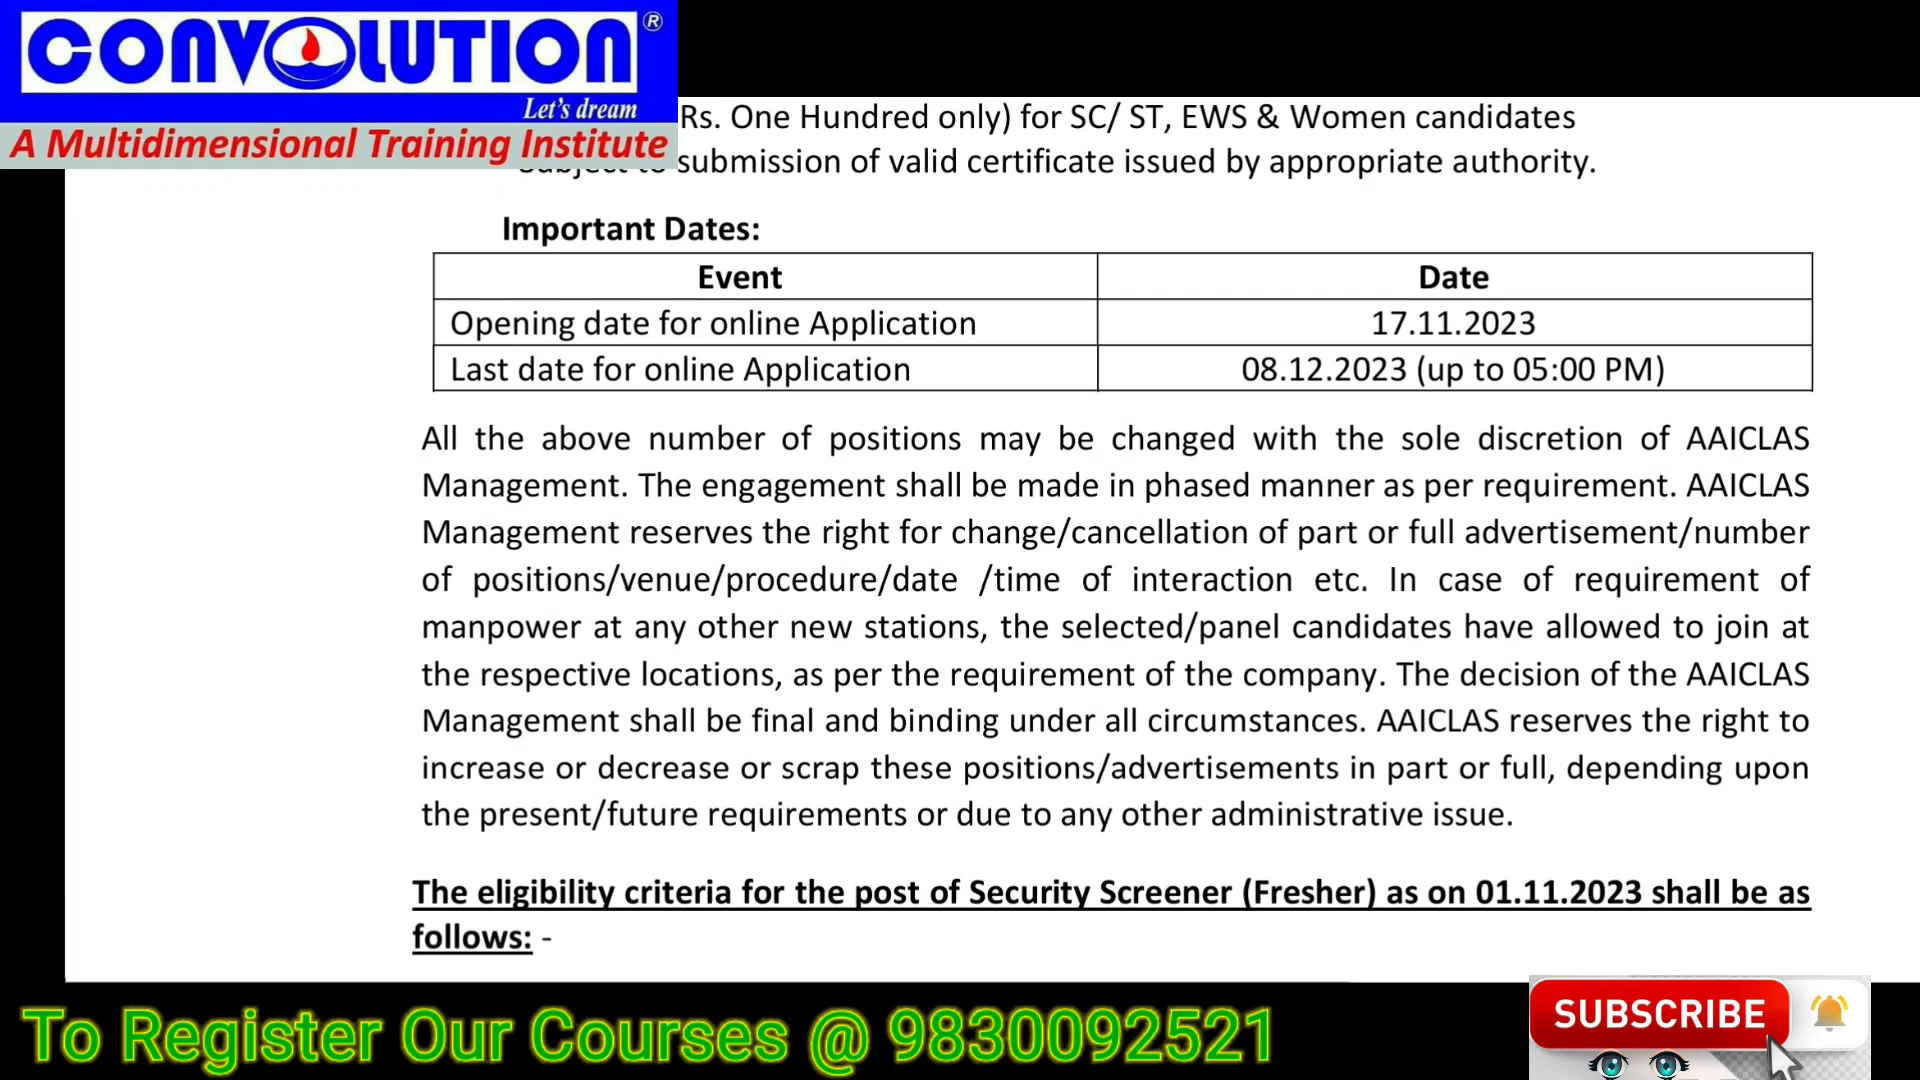 CONVOLUTION®
Let's dream
A Multidimensional Training Institute
Rs. One Hundred only) for SC/ ST, EWS & Women candidates
Subject to submission of valid certificate issued by appropriate authority.
Important Dates:
Event Date
Opening date for online Application 17.11.2023
Last date for online Application 08.12.2023 (up to 05:00 PM)
All the above number of positions may be changed with the sole discretion of AAICLAS
Management. The engagement shall be made in phased manner as per requirement. AAICLAS
Management reserves the right for change/cancellation of part or full advertisement/number
of positions/venue/procedure/date /time of interaction etc. In case of requirement of
manpower at any other new stations, the selected/panel candidates have allowed to join at
the respective locations, as per the requirement of the company. The decision of the AAICLAS
Management shall be final and binding under all circumstances. AAICLAS reserves the right to
increase or decrease or scrap these positions/advertisements in part or full, depending upon
the present/future requirements or due to any other administrative issue.
The eligibility criteria for the post of Security Screener (Fresher) as on 01.11.2023 shall be as
follows: -
To Register Our Courses @ 9830092521
SUBSCRIBE